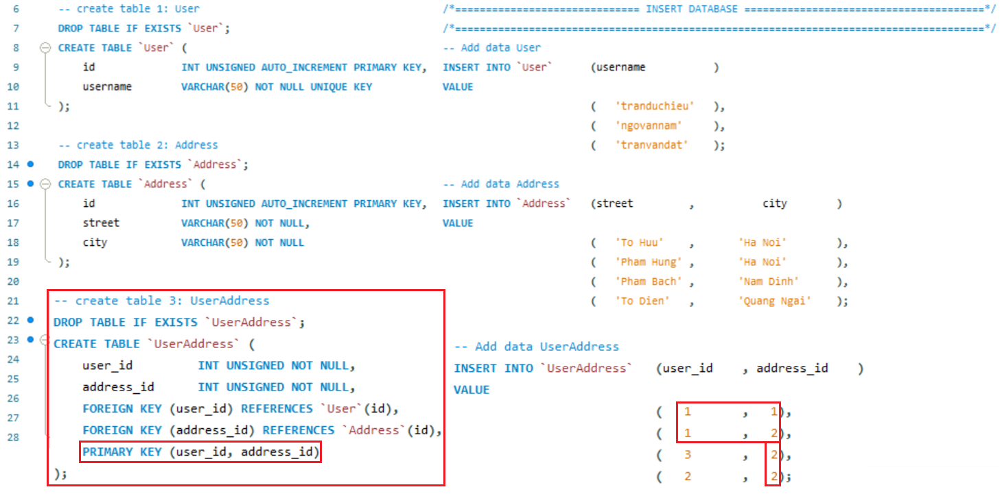 6 -- create table 1: User
7 DROP TABLE IF EXISTS `User`;
8 CREATE TABLE `User` (
9 id INT UNSIGNED AUTO_INCREMENT PRIMARY KEY,
10 username VARCHAR(50) NOT NULL UNIQUE KEY
11 );
12
13 -- create table 2: Address
14 DROP TABLE IF EXISTS `Address`;
15 CREATE TABLE `Address` (
16 id INT UNSIGNED AUTO_INCREMENT PRIMARY KEY,
17 street VARCHAR(50) NOT NULL,
18 city VARCHAR(50) NOT NULL
19 );
20
21 -- create table 3: UserAddress
22 DROP TABLE IF EXISTS `UserAddress`;
23 CREATE TABLE `UserAddress` (
24 user_id INT UNSIGNED NOT NULL,
25 address_id INT UNSIGNED NOT NULL,
26 FOREIGN KEY (user_id) REFERENCES `User`(id),
27 FOREIGN KEY (address_id) REFERENCES `Address`(id),
28 PRIMARY KEY (user_id, address_id)
);
/*============================== INSERT DATABASE =======================================*/
/*======================================================================================*/
-- Add data User
INSERT INTO `User` (username )
VALUE
( 'tranduchieu' ),
( 'ngovannam' ),
( 'tranvandat' );
-- Add data Address
INSERT INTO `Address` (street , city )
VALUE
( 'To Huu' , 'Ha Noi' ),
( 'Pham Hung' , 'Ha Noi' ),
( 'Pham Bach' , 'Nam Dinh' ),
( 'To Dien' , 'Quang Ngai' );
-- Add data UserAddress
INSERT INTO `UserAddress` (user_id , address_id )
VALUE
( 1 , 1),
( 1 , 2),
( 3 , 2),
( 2 , 2);